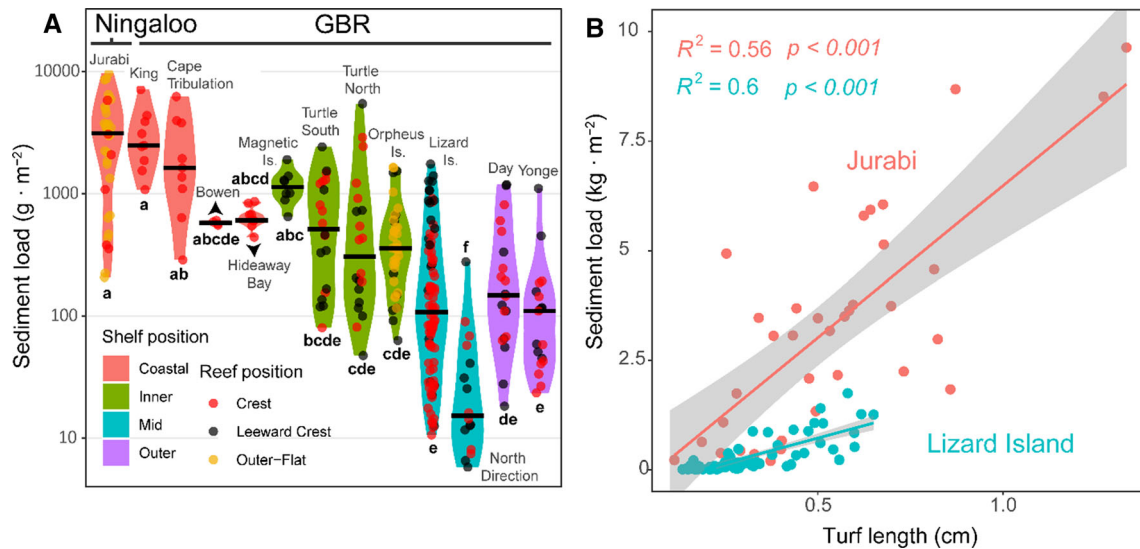 A
Ningaloo
GBR
Jurabi
King
Cape
Tribulation
Bowen
Hideaway
Bay
Magnetic
Is.
Turtle
South
Turtle
North
Orpheus
Is.
Lizard
Is.
North
Direction
Day
Yonge
a
a
ab
abcde
abcd
abc
bcde
cde
cde
e
f
de
e
10000
1000
100
10
Sediment load (g · m⁻²)
Shelf position
Coastal
Inner
Mid
Outer
Reef position
Crest
Leeward Crest
Outer−Flat
B
R² = 0.56 p < 0.001
R² = 0.6 p < 0.001
Jurabi
Lizard Island
10
7.5
5
2.5
0
Sediment load (kg · m⁻²)
0.5
1.0
Turf length (cm)